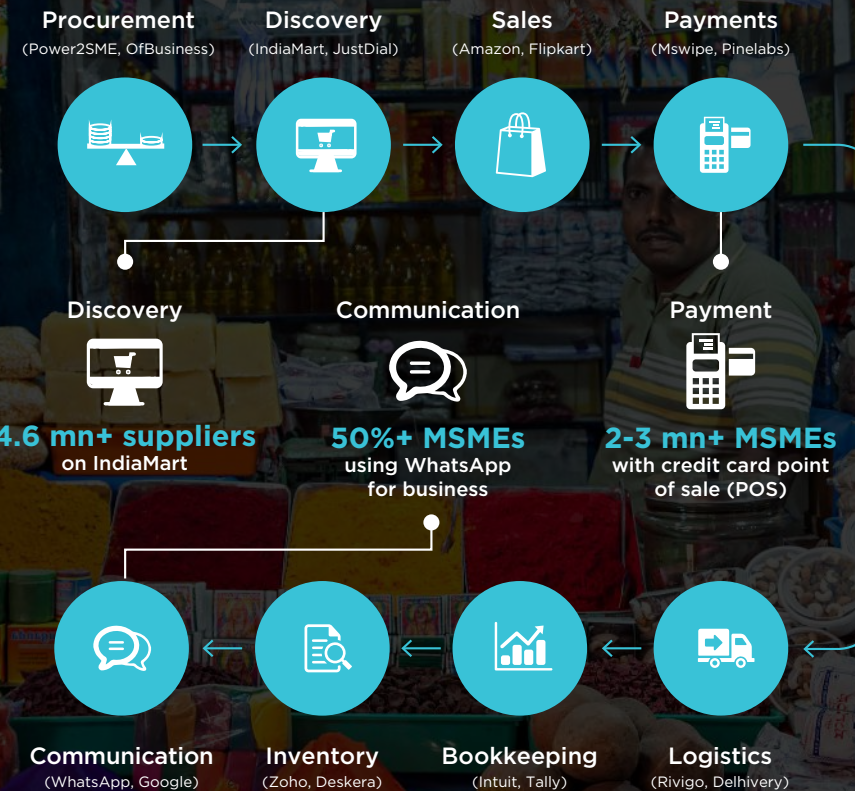 Procurement
(Power2SME, OfBusiness)
Discovery
(IndiaMart, JustDial)
Sales
(Amazon, Flipkart)
Payments
(Mswipe, Pinelabs)
Discovery
4.6 mn+ suppliers
on IndiaMart
Communication
50%+ MSMEs
using WhatsApp
for business
Payment
2-3 mn+ MSMEs
with credit card point
of sale (POS)
Communication
(WhatsApp, Google)
Inventory
(Zoho, Deskera)
Bookkeeping
(Intuit, Tally)
Logistics
(Rivigo, Delhivery)